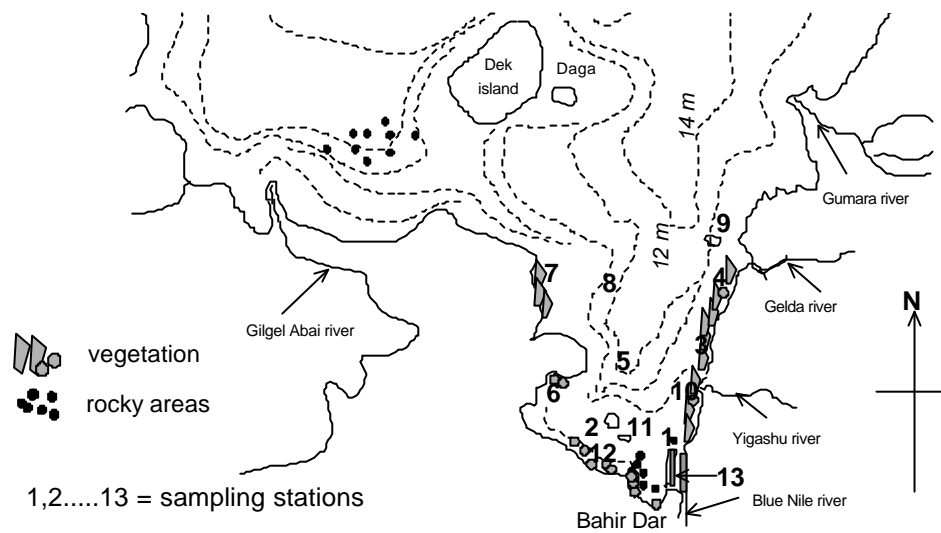 Dek
island
Daga
14 m
Gumara river
9
12 m
7
8
4
Gelda river
N
Gilgel Abai river
3
vegetation
5
rocky areas
6
10
2
11
1
Yigashu river
12
13
1,2.....13 = sampling stations
Blue Nile river
Bahir Dar